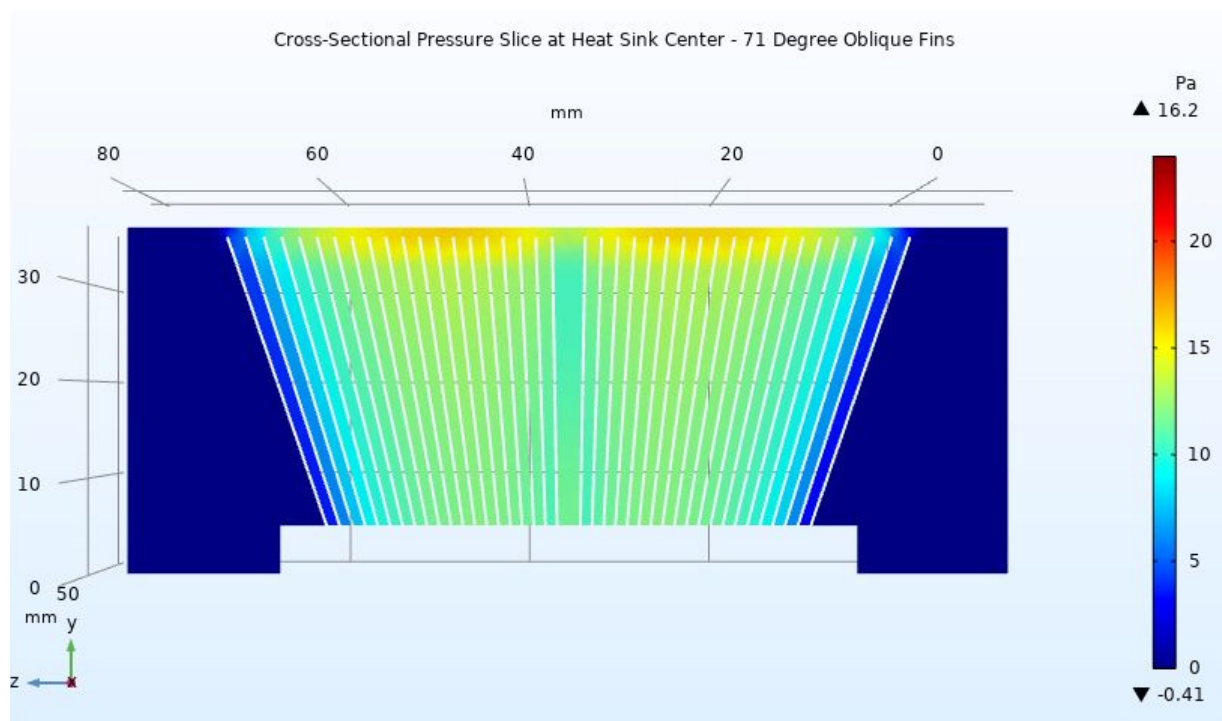 Cross-Sectional Pressure Slice at Heat Sink Center - 71 Degree Oblique Fins
Pa
▲ 16.2
mm
80 60 40 20 0
20
15
10
5
0
▼ -0.41
30
20
10
0 50
mm
y
z x